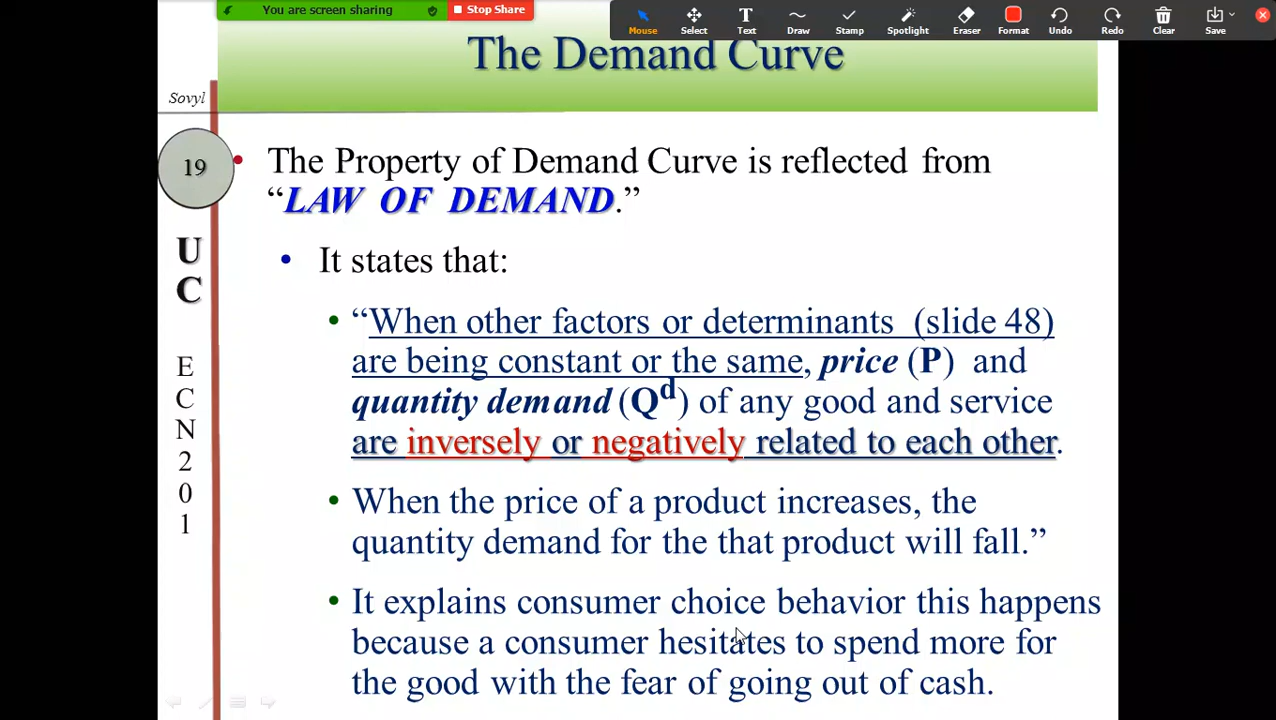 You are screen sharing
Stop Share
Mouse
Select
Text
Draw
Stamp
Spotlight
Eraser
Format
Undo
Redo
Clear
Save
The Demand Curve
Sovyl
19
U
C
E
C
N
2
0
1
• The Property of Demand Curve is reflected from
“LAW OF DEMAND.”
• It states that:
• “When other factors or determinants (slide 48)
are being constant or the same, price (P) and
quantity demand (Qᵈ) of any good and service
are inversely or negatively related to each other.
• When the price of a product increases, the
quantity demand for the that product will fall.”
• It explains consumer choice behavior this happens
because a consumer hesitates to spend more for
the good with the fear of going out of cash.